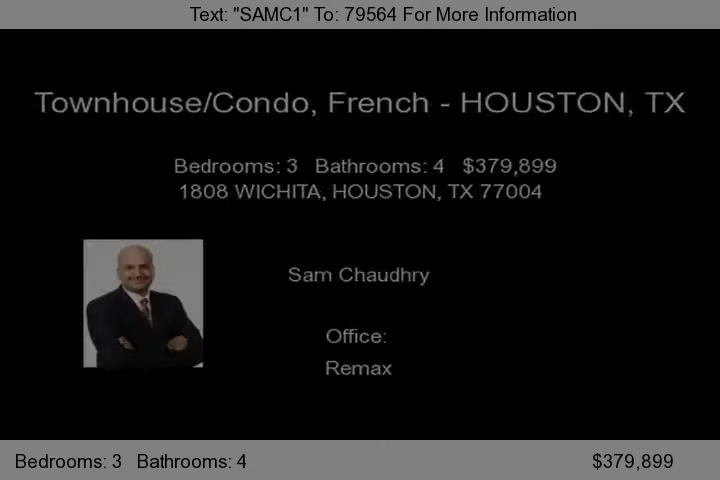 Text: "SAMC1" To: 79564 For More Information
Townhouse/Condo, French - HOUSTON, TX
Bedrooms: 3 Bathrooms: 4 $379,899
1808 WICHITA, HOUSTON, TX 77004
Sam Chaudhry
Office:
Remax
Bedrooms: 3 Bathrooms: 4 $379,899